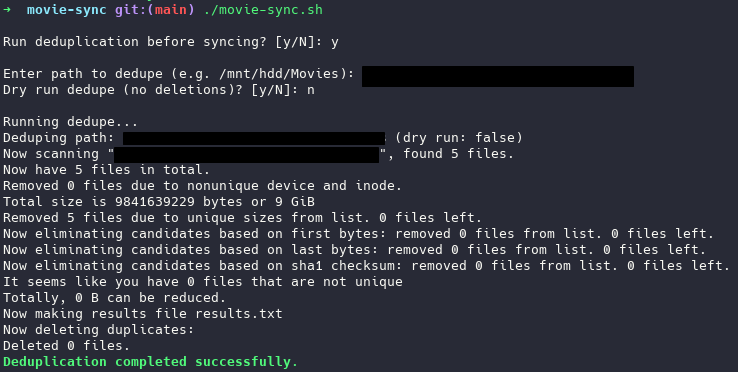 → movie-sync git:(main) ./movie-sync.sh
Run deduplication before syncing? [y/N]: y
Enter path to dedupe (e.g. /mnt/hdd/Movies):
Dry run dedupe (no deletions)? [y/N]: n
Running dedupe...
Deduping path: (dry run: false)
Now scanning "", found 5 files.
Now have 5 files in total.
Removed 0 files due to nonunique device and inode.
Total size is 9841639229 bytes or 9 GiB
Removed 5 files due to unique sizes from list. 0 files left.
Now eliminating candidates based on first bytes: removed 0 files from list. 0 files left.
Now eliminating candidates based on last bytes: removed 0 files from list. 0 files left.
Now eliminating candidates based on sha1 checksum: removed 0 files from list. 0 files left.
It seems like you have 0 files that are not unique
Totally, 0 B can be reduced.
Now making results file results.txt
Now deleting duplicates:
Deleted 0 files.
Deduplication completed successfully.